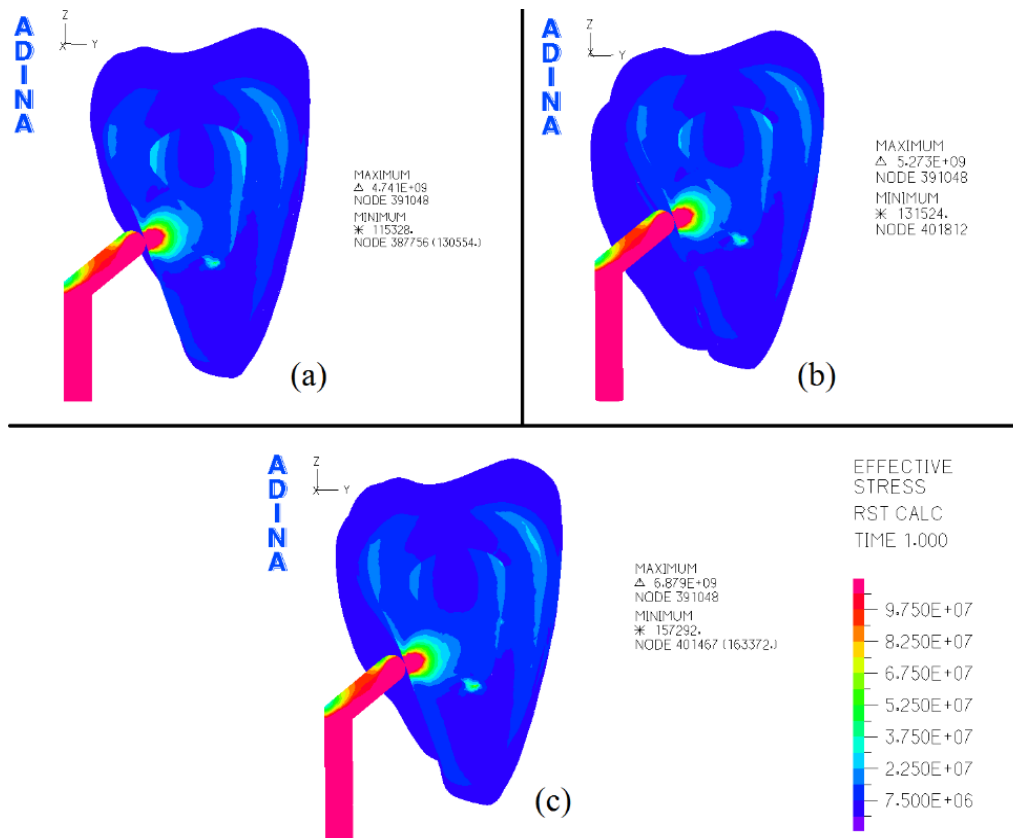 ADINA
Z
X Y
MAXIMUM
△ 4.741E+09
NODE 391048
MINIMUM
* 115328.
NODE 387756 (130554.)
(a)
ADINA
Z
X Y
MAXIMUM
△ 5.273E+09
NODE 391048
MINIMUM
* 131524.
NODE 401812
(b)
ADINA
Z
X Y
MAXIMUM
△ 6.879E+09
NODE 391048
MINIMUM
* 157292.
NODE 401467 (163372.)
(c)
EFFECTIVE
STRESS
RST CALC
TIME 1.000
9.750E+07
8.250E+07
6.750E+07
5.250E+07
3.750E+07
2.250E+07
7.500E+06